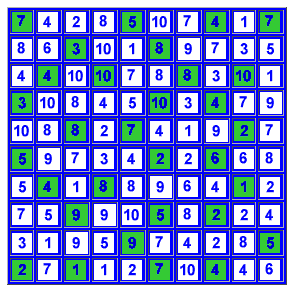 7 4 2 8 5 10 7 4 1 7
8 6 3 10 1 8 9 7 3 5
4 4 10 10 7 8 8 3 10 1
3 10 8 4 5 10 3 4 7 9
10 8 8 2 7 4 1 9 2 7
5 9 7 3 4 2 2 6 6 8
5 4 1 8 8 9 6 4 1 2
7 5 9 9 10 5 8 2 2 4
3 1 9 5 9 7 4 2 8 5
2 7 1 1 2 7 10 4 4 6